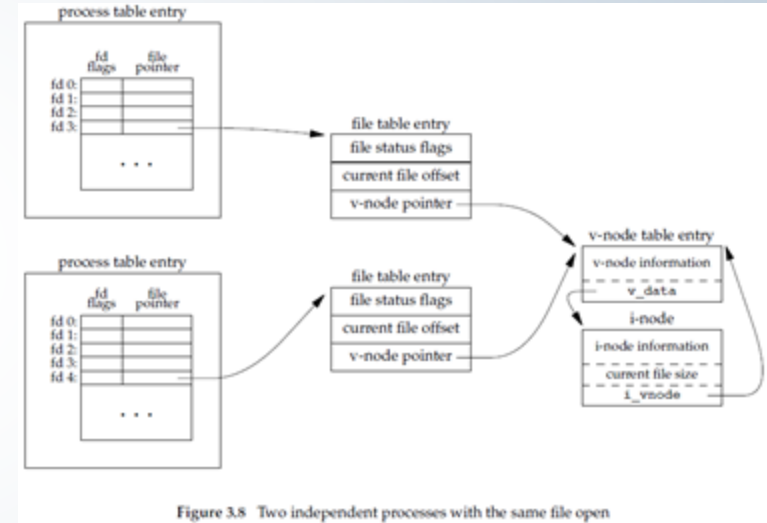 process table entry
fd flags
file pointer
fd 0:
fd 1:
fd 2:
fd 3:
. . .
file table entry
file status flags
current file offset
v-node pointer
process table entry
fd flags
file pointer
fd 0:
fd 1:
fd 2:
fd 3:
fd 4:
. . .
file table entry
file status flags
current file offset
v-node pointer
v-node table entry
v-node information
v_data
i-node
i-node information
current file size
i_vnode
Figure 3.8 Two independent processes with the same file open